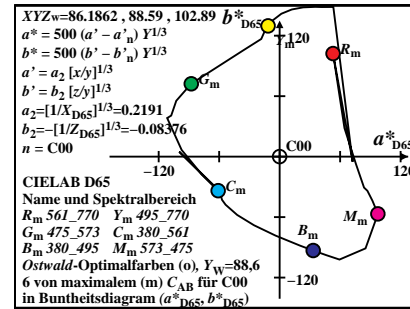 XYZw=86.1862, 88.59, 102.89 b*D65
a* = 500 (a' − a'n) Y^1/3
b* = 500 (b' − b'n) Y^1/3
a' = a2 [x/y]^1/3
b' = b2 [z/y]^1/3
a2=[1/XD65]^1/3=0.2191
b2=−[1/ZD65]^1/3=−0.08376
n = C00
120
Ym
Rm
Gm
C00
a*D65
−120
120
CIELAB D65
Name und Spektralbereich
Rm 561_770 Ym 495_770
Gm 475_573 Cm 380_561
Bm 380_495 Mm 573_475
Ostwald-Optimalfarben (o), YW=88,6
6 von maximalem (m) CAB für C00
in Buntheitsdiagram (a*D65, b*D65)
Cm
Mm
Bm
−120